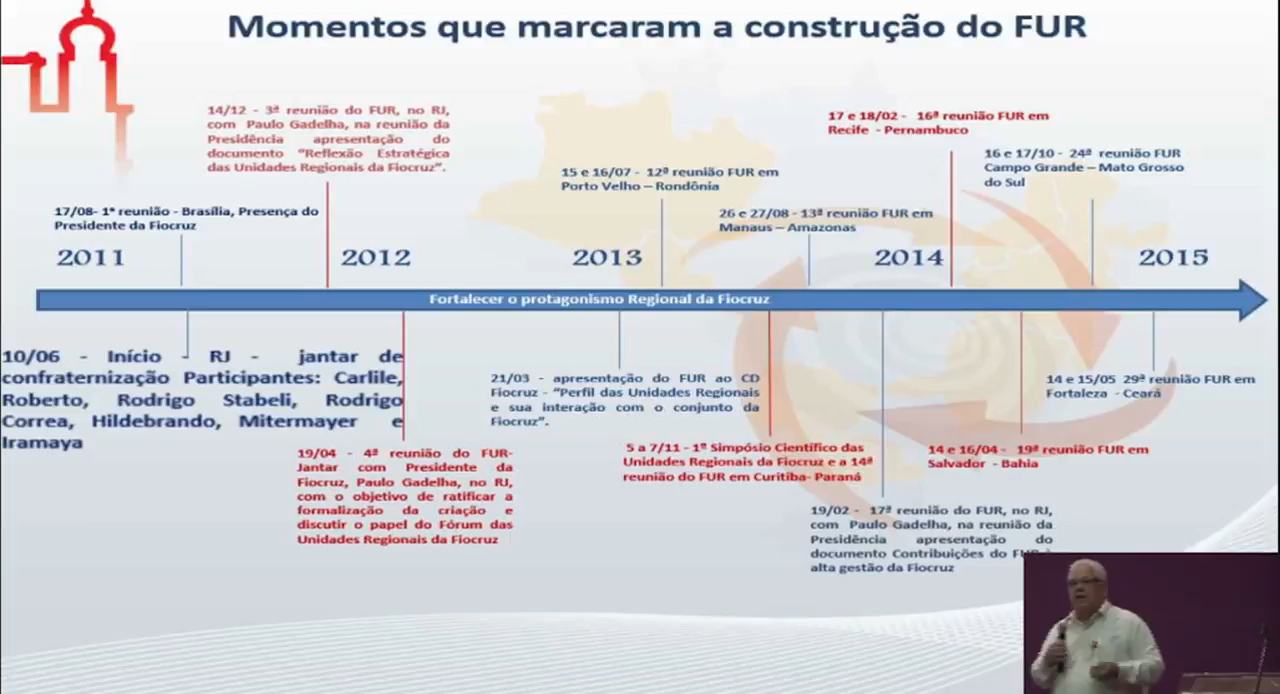 Momentos que marcaram a construção do FUR
14/12 - 3ª reunião do FUR, no RJ,
com Paulo Gadelha, na reunião da
Presidência apresentação do
documento “Reflexão Estratégica
das Unidades Regionais da Fiocruz”.
17 e 18/02 - 16ª reunião FUR em
Recife - Pernambuco
16 e 17/10 - 24ª reunião FUR
Campo Grande – Mato Grosso
do Sul
15 e 16/07 - 12ª reunião FUR em
Porto Velho – Rondônia
17/08- 1ª reunião - Brasília, Presença do
Presidente da Fiocruz
26 e 27/08 - 13ª reunião FUR em
Manaus – Amazonas
2011
2012
2013
2014
2015
Fortalecer o protagonismo Regional da Fiocruz
10/06 - Início - RJ - jantar de
confraternização Participantes: Carlile,
Roberto, Rodrigo Stabeli, Rodrigo
Correa, Hildebrando, Mitermayer e
Iramaya
21/03 - apresentação do FUR ao CD
Fiocruz - “Perfil das Unidades Regionais
e sua interação com o conjunto da
Fiocruz”.
14 e 15/05 29ª reunião FUR em
Fortaleza - Ceará
19/04 - 4ª reunião do FUR-
Jantar com Presidente da
Fiocruz, Paulo Gadelha, no RJ,
com o objetivo de ratificar a
formalização da criação e
discutir o papel do Fórum das
Unidades Regionais da Fiocruz
5 a 7/11 - 1º Simpósio Científico das
Unidades Regionais da Fiocruz e a 14ª
reunião do FUR em Curitiba- Paraná
14 e 16/04 - 19ª reunião FUR em
Salvador - Bahia
19/02 - 17ª reunião do FUR, no RJ,
com Paulo Gadelha, na reunião da
Presidência apresentação do
documento Contribuições do FUR
alta gestão da Fiocruz